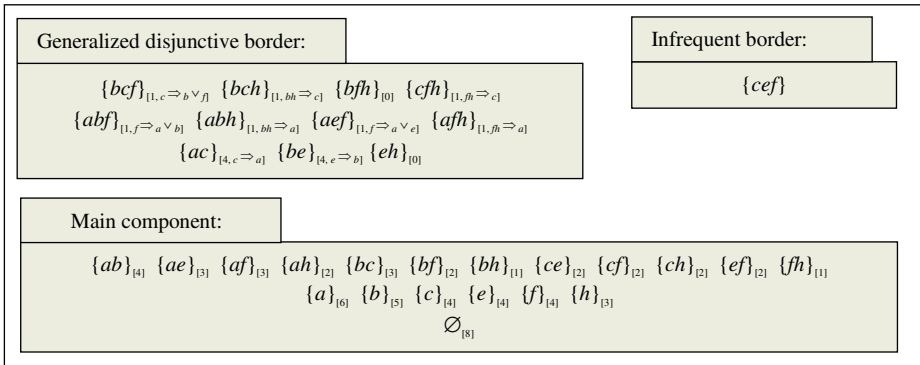 Generalized disjunctive border:
Infrequent border:
{bcf}[1, c ⇒ b ∨ f] {bch}[1, bh ⇒ c] {bfh}[0] {cfh}[1, fh ⇒ c]
{cef}
{abf}[1, f ⇒ a ∨ b] {abh}[1, bh ⇒ a] {aef}[1, f ⇒ a ∨ e] {afh}[1, fh ⇒ a]
{ac}[4, c ⇒ a] {be}[4, e ⇒ b] {eh}[0]
Main component:
{ab}[4] {ae}[3] {af}[3] {ah}[2] {bc}[3] {bf}[2] {bh}[1] {ce}[2] {cf}[2] {ch}[2] {ef}[2] {fh}[1]
{a}[6] {b}[5] {c}[4] {e}[4] {f}[4] {h}[3]
∅[8]